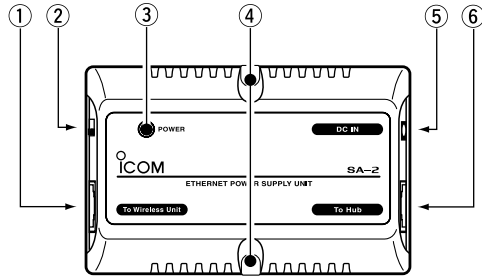 ① ② ③ ④ ⑤ ⑥
POWER
DC IN
ICOM
SA-2
ETHERNET POWER SUPPLY UNIT
To Wireless Unit
To Hub